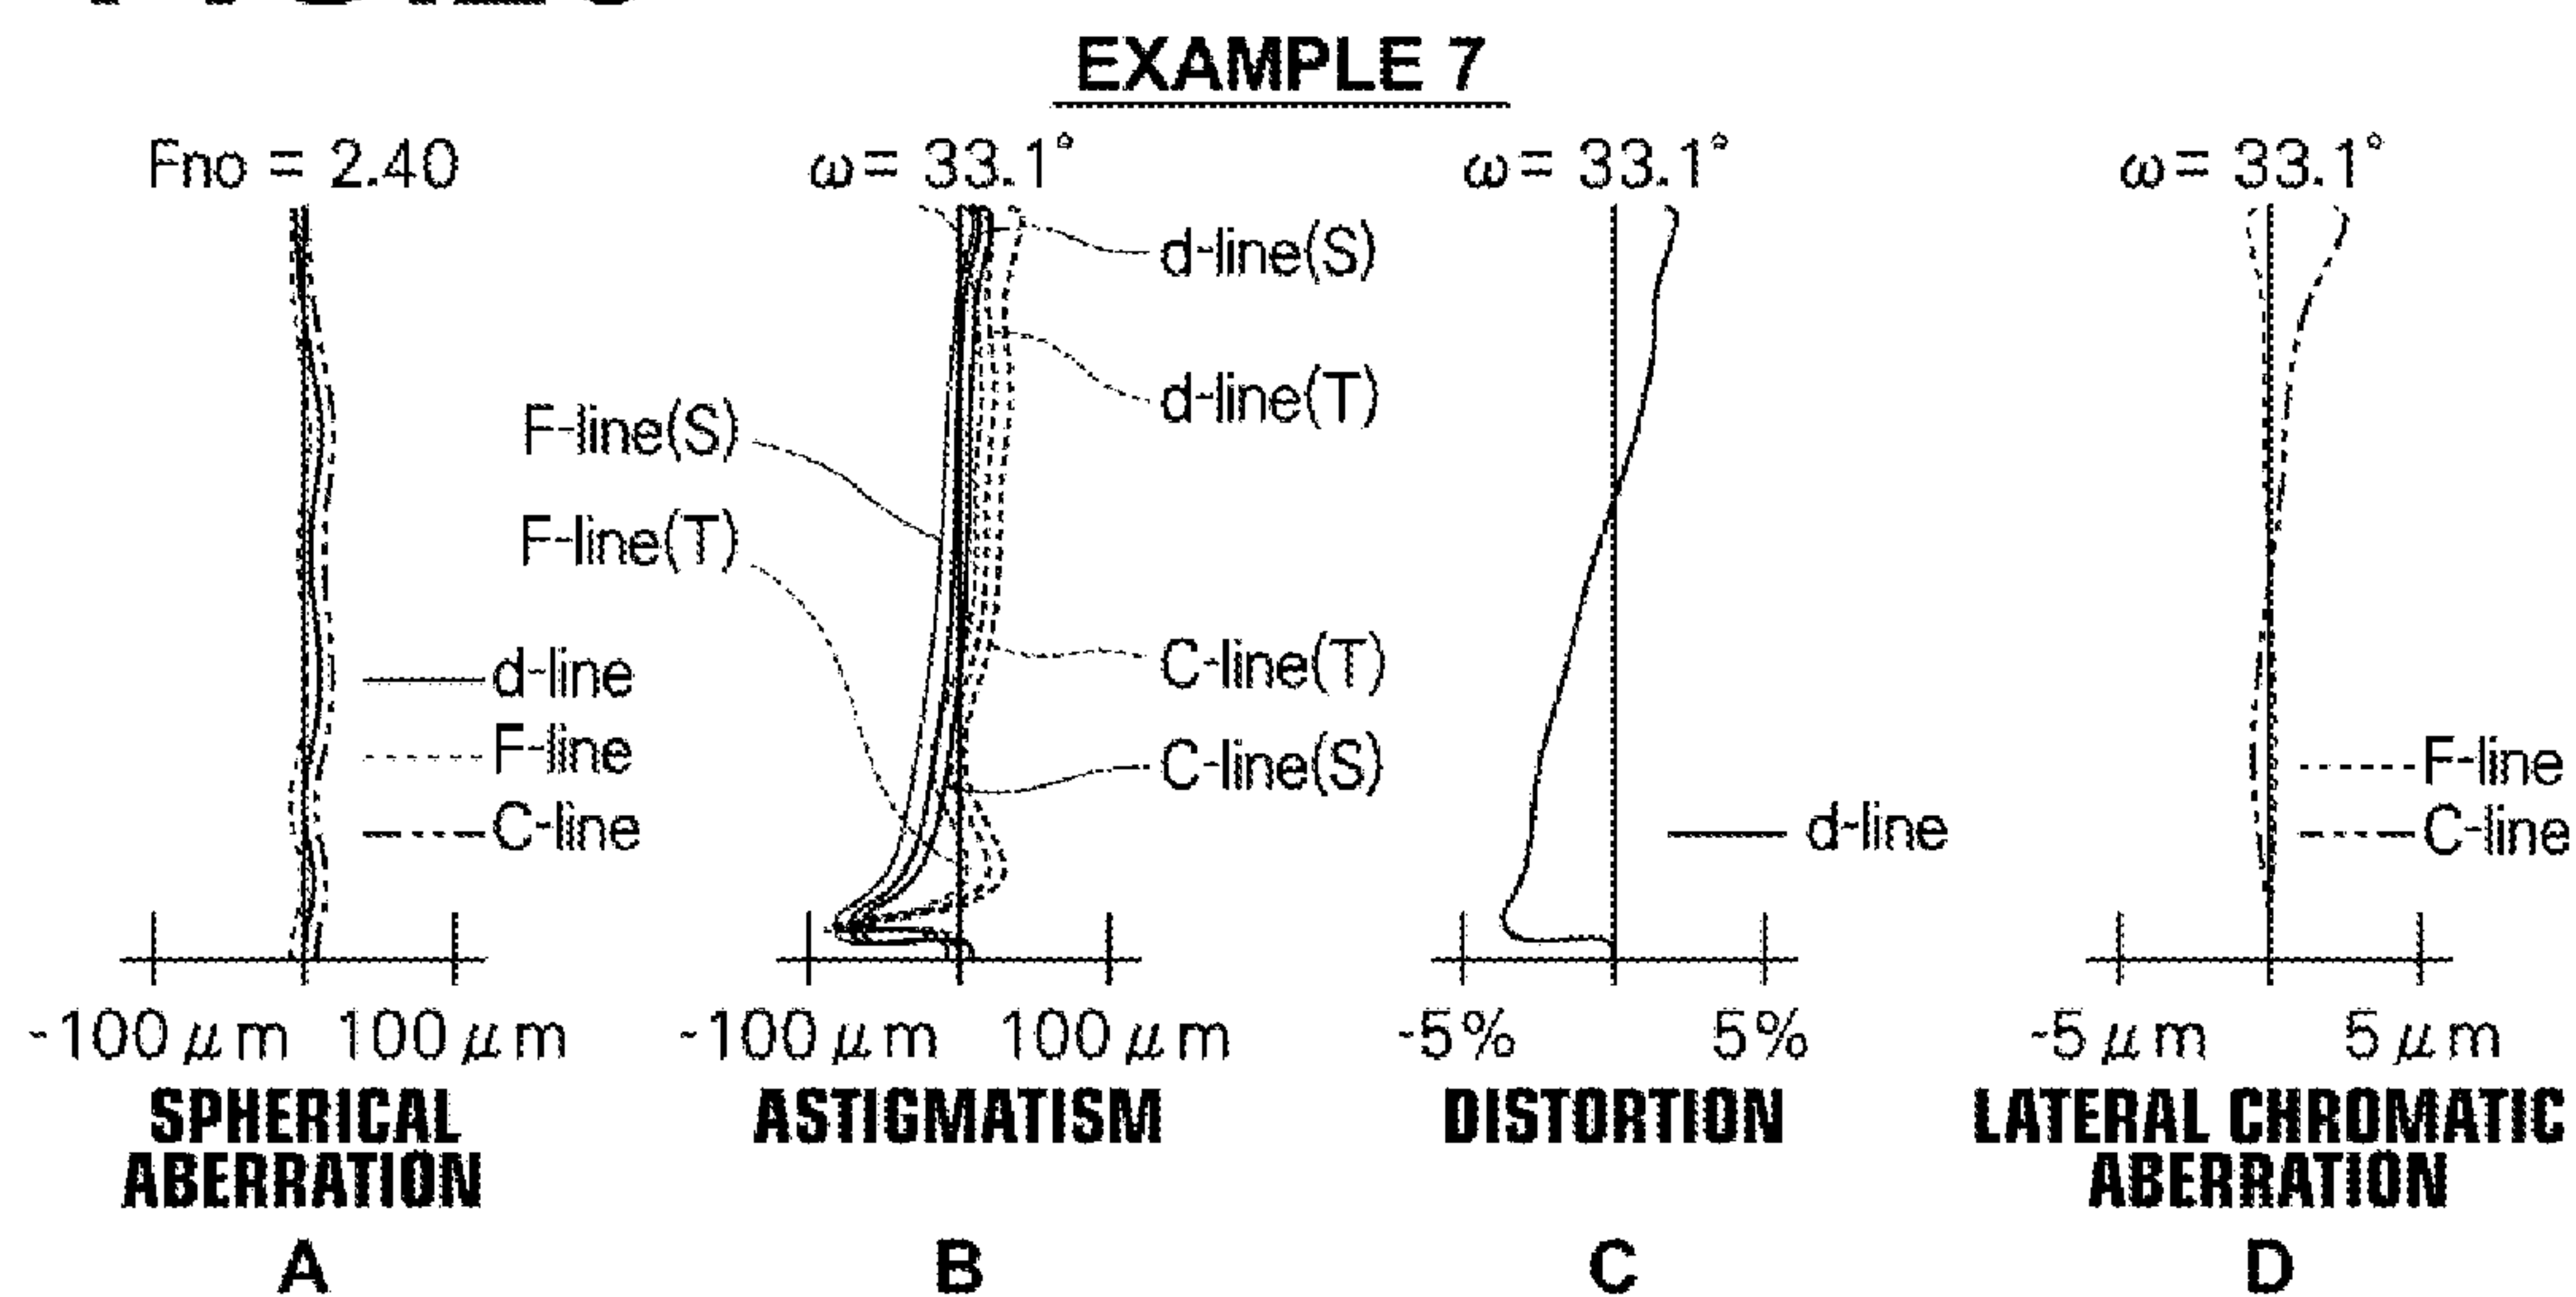 EXAMPLE 7
Fno = 2.40
d-line
F-line
C-line
-100 μm 100 μm
SPHERICAL
ABERRATION
A
ω= 33.1°
d-line(S)
d-line(T)
F-line(S)
F-line(T)
C-line(T)
C-line(S)
-100 μm 100 μm
ASTIGMATISM
B
ω= 33.1°
d-line
-5% 5%
DISTORTION
C
ω= 33.1°
F-line
C-line
-5 μm 5 μm
LATERAL CHROMATIC
ABERRATION
D